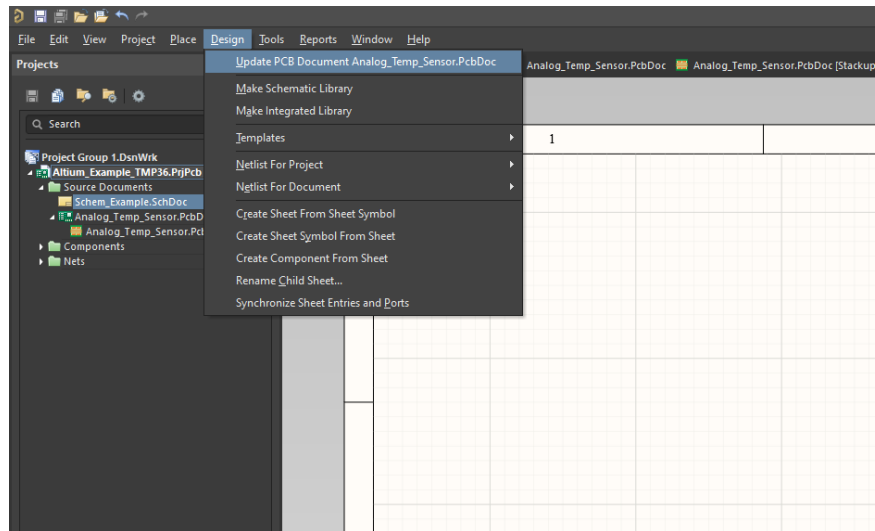 File Edit View Project Place Design Tools Reports Window Help
Projects
Update PCB Document Analog_Temp_Sensor.PcbDoc
Analog_Temp_Sensor.PcbDoc
Analog_Temp_Sensor.PcbDoc [Stackup
Make Schematic Library
Make Integrated Library
Search
Templates
1
Project Group 1.DsnWrk
Netlist For Project
Altium_Example_TMP36.PrjPcb
Source Documents
Netlist For Document
Schem_Example.SchDoc
Analog_Temp_Sensor.PcbD
Create Sheet From Sheet Symbol
Analog_Temp_Sensor.Pcl
Create Sheet Symbol From Sheet
Components
Create Component From Sheet
Nets
Rename Child Sheet...
Synchronize Sheet Entries and Ports